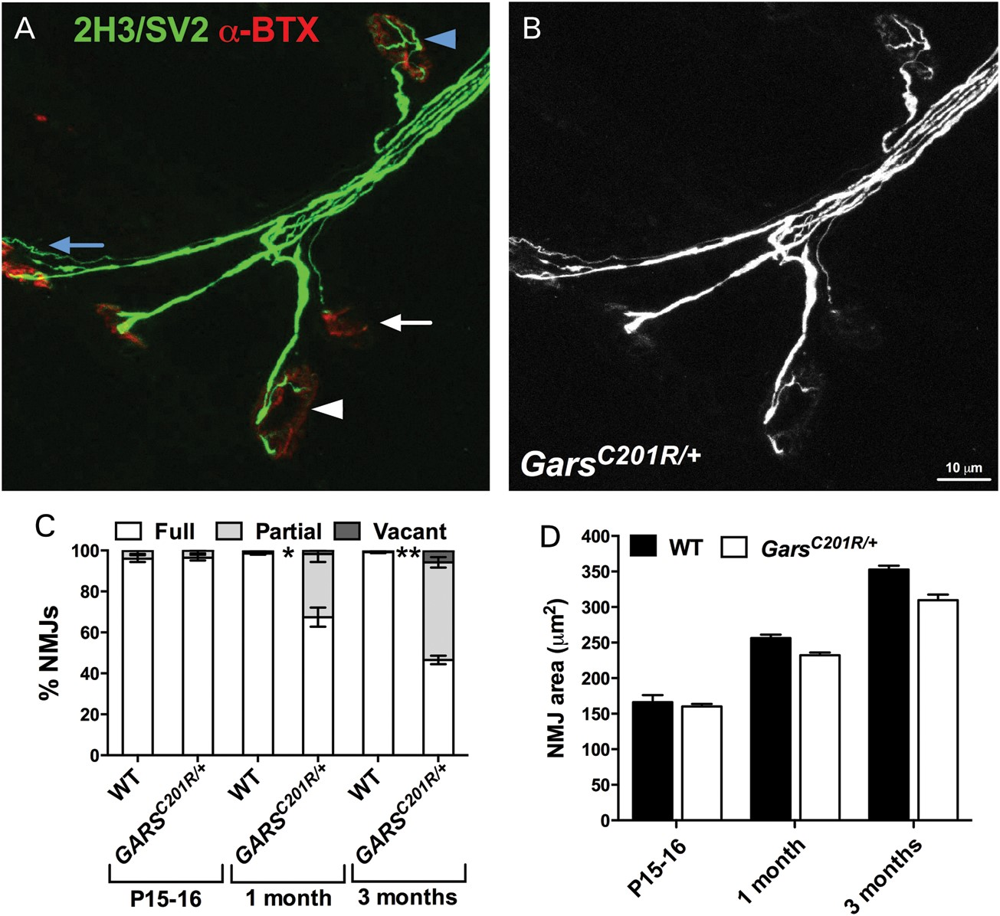 A
2H3/SV2 α-BTX
B
Gars^C201R/+
10 μm
C
Full Partial Vacant
% NMJs
100
80
60
40
20
0
* **
WT
GARS^C201R/+
WT
GARS^C201R/+
WT
GARS^C201R/+
P15-16
1 month
3 months
D
WT Gars^C201R/+
NMJ area (μm²)
400
350
300
250
200
150
100
50
0
P15-16
1 month
3 months